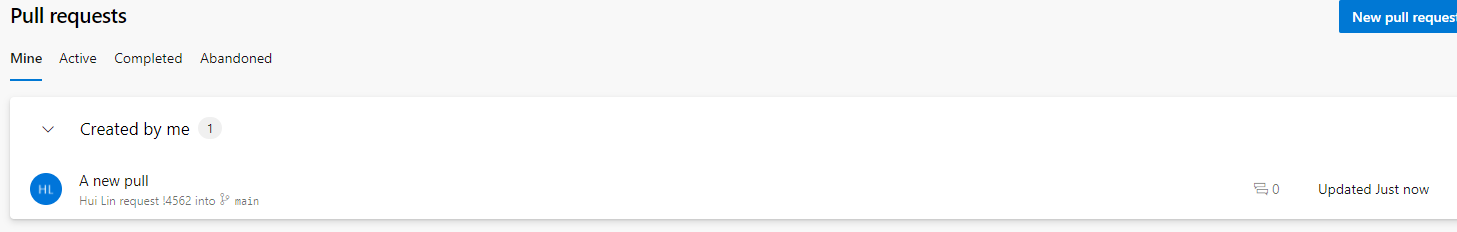 Pull requests
New pull reques
Mine Active Completed Abandoned
Created by me 1
HL A new pull
Hui Lin request !4562 into main
0 Updated Just now